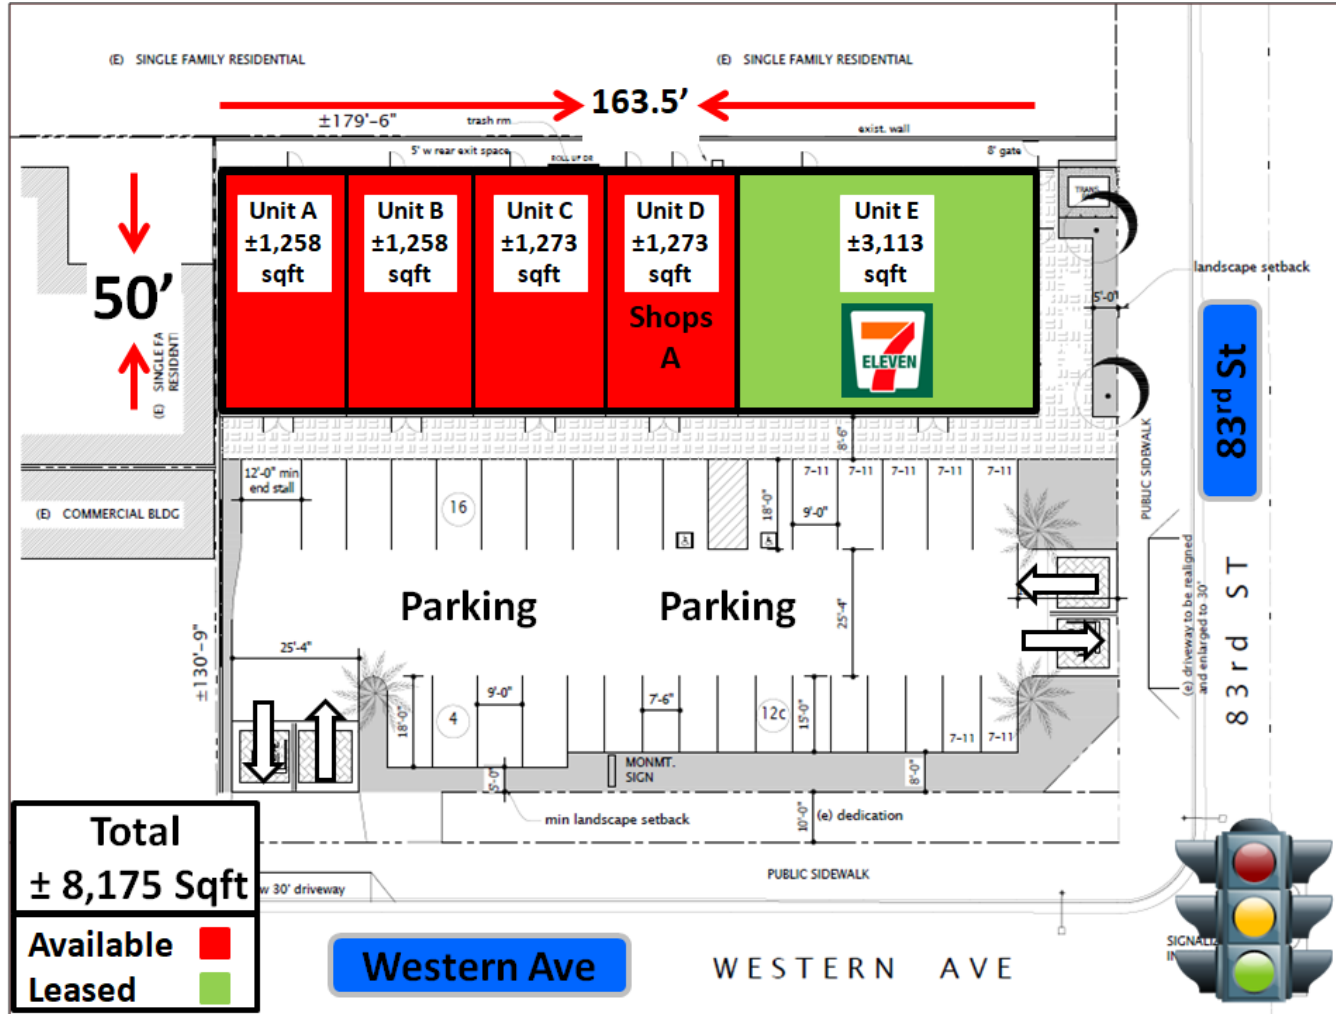 (E) SINGLE FAMILY RESIDENTIAL
(E) SINGLE FAMILY RESIDENTIAL
163.5'
±179'-6"
trash rm.
exist. wall
5' w rear exit space
ROLL UP DR
8' gate
Unit A
±1,258
sqft
Unit B
±1,258
sqft
Unit C
±1,273
sqft
Unit D
±1,273
sqft
Shops
A
Unit E
±3,113
sqft
7
ELEVEN
TRANS
landscape setback
5'-0"
50'
(E) SINGLE FA
RESIDENTI
83rd St
PUBLIC SIDEWALK
8'-6"
12'-0" min
end stall
(E) COMMERCIAL BLDG
16
18'-0"
7-11
7-11
7-11
7-11
7-11
9'-0"
Parking
Parking
25'-4"
(e) driveway to be realigned
and enlarged to 30'
83rd ST
±130'-9"
25'-4"
18'-0"
4
9'-0"
7'-6"
12c
15'-0"
7-11
7-11
MONMT.
SIGN
5'-0"
8'-0"
min landscape setback
10'-0"
(e) dedication
PUBLIC SIDEWALK
Total
± 8,175 Sqft
w 30' driveway
Available
Leased
Western Ave
WESTERN AVE
SIGNALIZ
IN